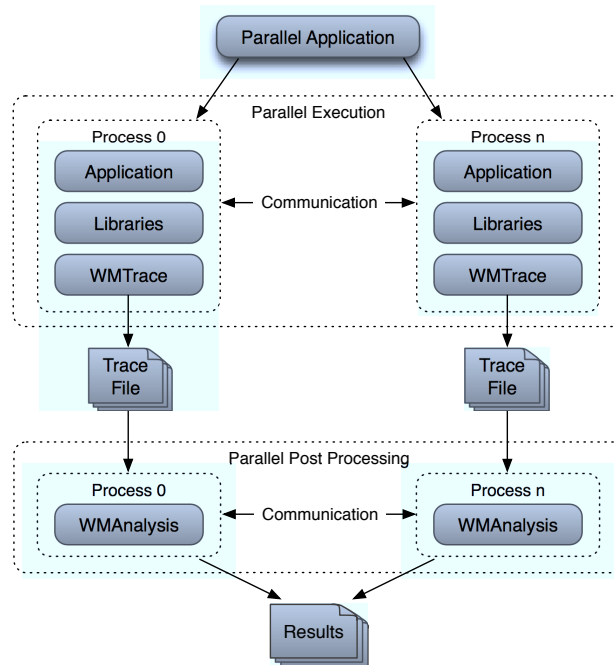 Parallel Application
Parallel Execution
Process 0
Process n
Application
Application
Communication
Libraries
Libraries
WMTrace
WMTrace
Trace
File
Trace
File
Parallel Post Processing
Process 0
Process n
WMAnalysis
Communication
WMAnalysis
Results